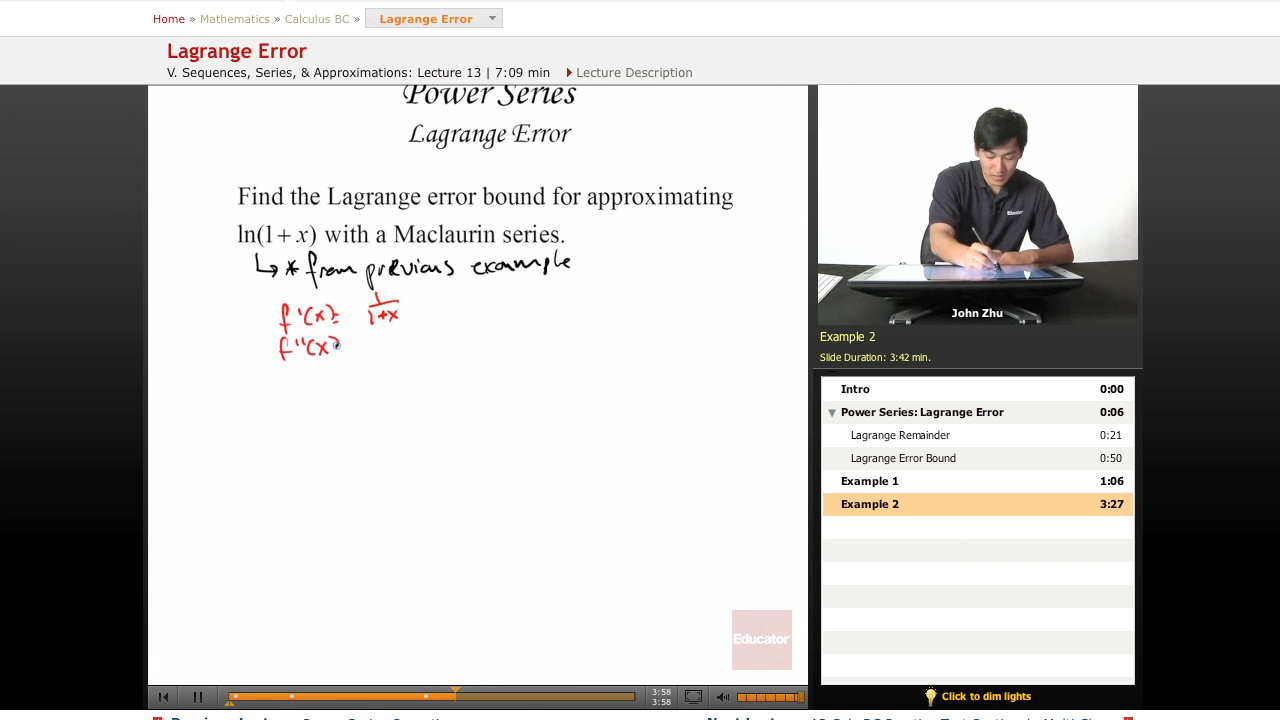 Home » Mathematics » Calculus BC » Lagrange Error
Lagrange Error
V. Sequences, Series, & Approximations: Lecture 13 | 7:09 min Lecture Description
Power Series
Lagrange Error
Find the Lagrange error bound for approximating
ln(1 + x) with a Maclaurin series.
↳ * from previous example
f'(x) = 1/1+x
f''(x)
Educator
Educator
John Zhu
Example 2
Slide Duration: 3:42 min.
Intro 0:00
Power Series: Lagrange Error 0:06
Lagrange Remainder 0:21
Lagrange Error Bound 0:50
Example 1 1:06
Example 2 3:27
3:58
3:58
Click to dim lights